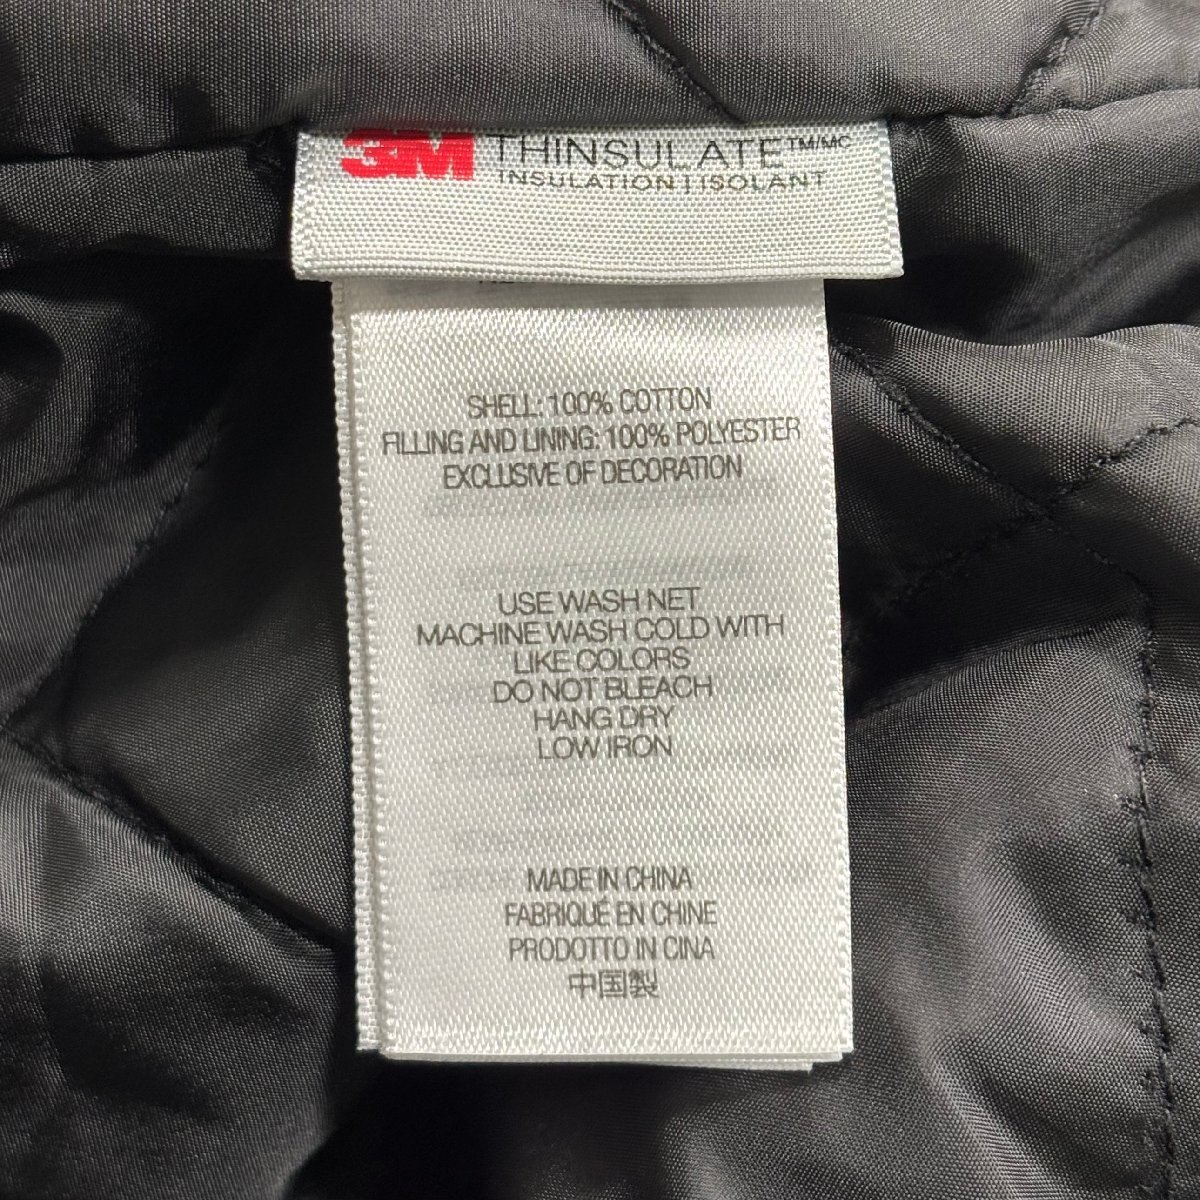 3M THINSULATE™/MC
INSULATION | ISOLANT
SHELL: 100% COTTON
FILLING AND LINING: 100% POLYESTER
EXCLUSIVE OF DECORATION
USE WASH NET
MACHINE WASH COLD WITH
LIKE COLORS
DO NOT BLEACH
HANG DRY
LOW IRON
MADE IN CHINA
FABRIQUÉ EN CHINE
PRODOTTO IN CINA
中国製